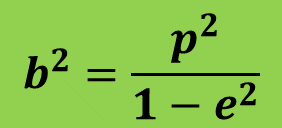 b² = p² / (1 − e²)